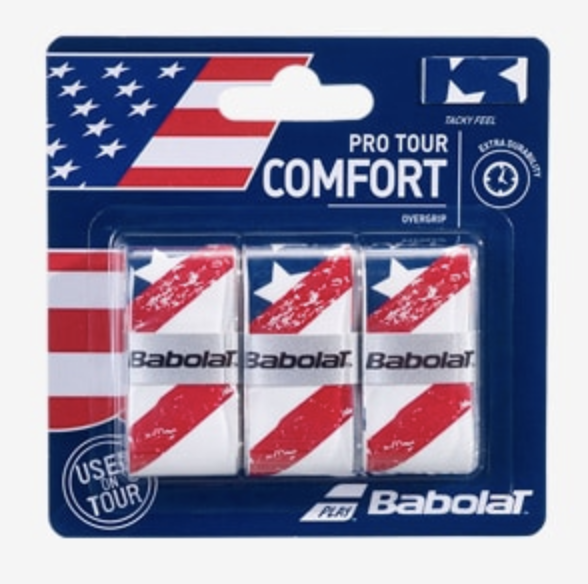 TACKY FEEL
EXTRA DURABILITY
PRO TOUR
COMFORT
OVERGRIP
BabolaT
BabolaT
BabolaT
USED
ON
TOUR
PLAY
BabolaT